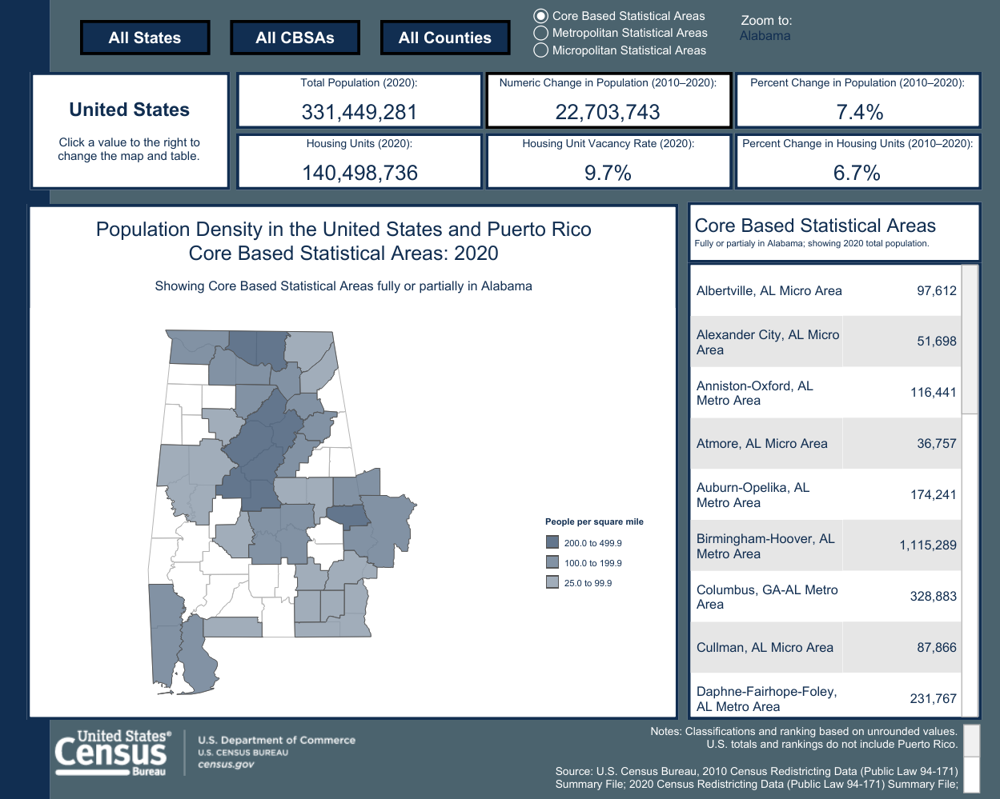 All States
All CBSAs
All Counties
Core Based Statistical Areas
Metropolitan Statistical Areas
Micropolitan Statistical Areas
Zoom to:
Alabama
United States
Click a value to the right to
change the map and table.
Total Population (2020):
331,449,281
Numeric Change in Population (2010–2020):
22,703,743
Percent Change in Population (2010–2020):
7.4%
Housing Units (2020):
140,498,736
Housing Unit Vacancy Rate (2020):
9.7%
Percent Change in Housing Units (2010–2020):
6.7%
Population Density in the United States and Puerto Rico
Core Based Statistical Areas: 2020
Showing Core Based Statistical Areas fully or partially in Alabama
People per square mile
200.0 to 499.9
100.0 to 199.9
25.0 to 99.9
Core Based Statistical Areas
Fully or partialy in Alabama; showing 2020 total population.
Albertville, AL Micro Area 97,612
Alexander City, AL Micro
Area 51,698
Anniston-Oxford, AL
Metro Area 116,441
Atmore, AL Micro Area 36,757
Auburn-Opelika, AL
Metro Area 174,241
Birmingham-Hoover, AL
Metro Area 1,115,289
Columbus, GA-AL Metro
Area 328,883
Cullman, AL Micro Area 87,866
Daphne-Fairhope-Foley,
AL Metro Area 231,767
United States®
Census
Bureau
U.S. Department of Commerce
U.S. CENSUS BUREAU
census.gov
Notes: Classifications and ranking based on unrounded values.
U.S. totals and rankings do not include Puerto Rico.
Source: U.S. Census Bureau, 2010 Census Redistricting Data (Public Law 94-171)
Summary File; 2020 Census Redistricting Data (Public Law 94-171) Summary File;